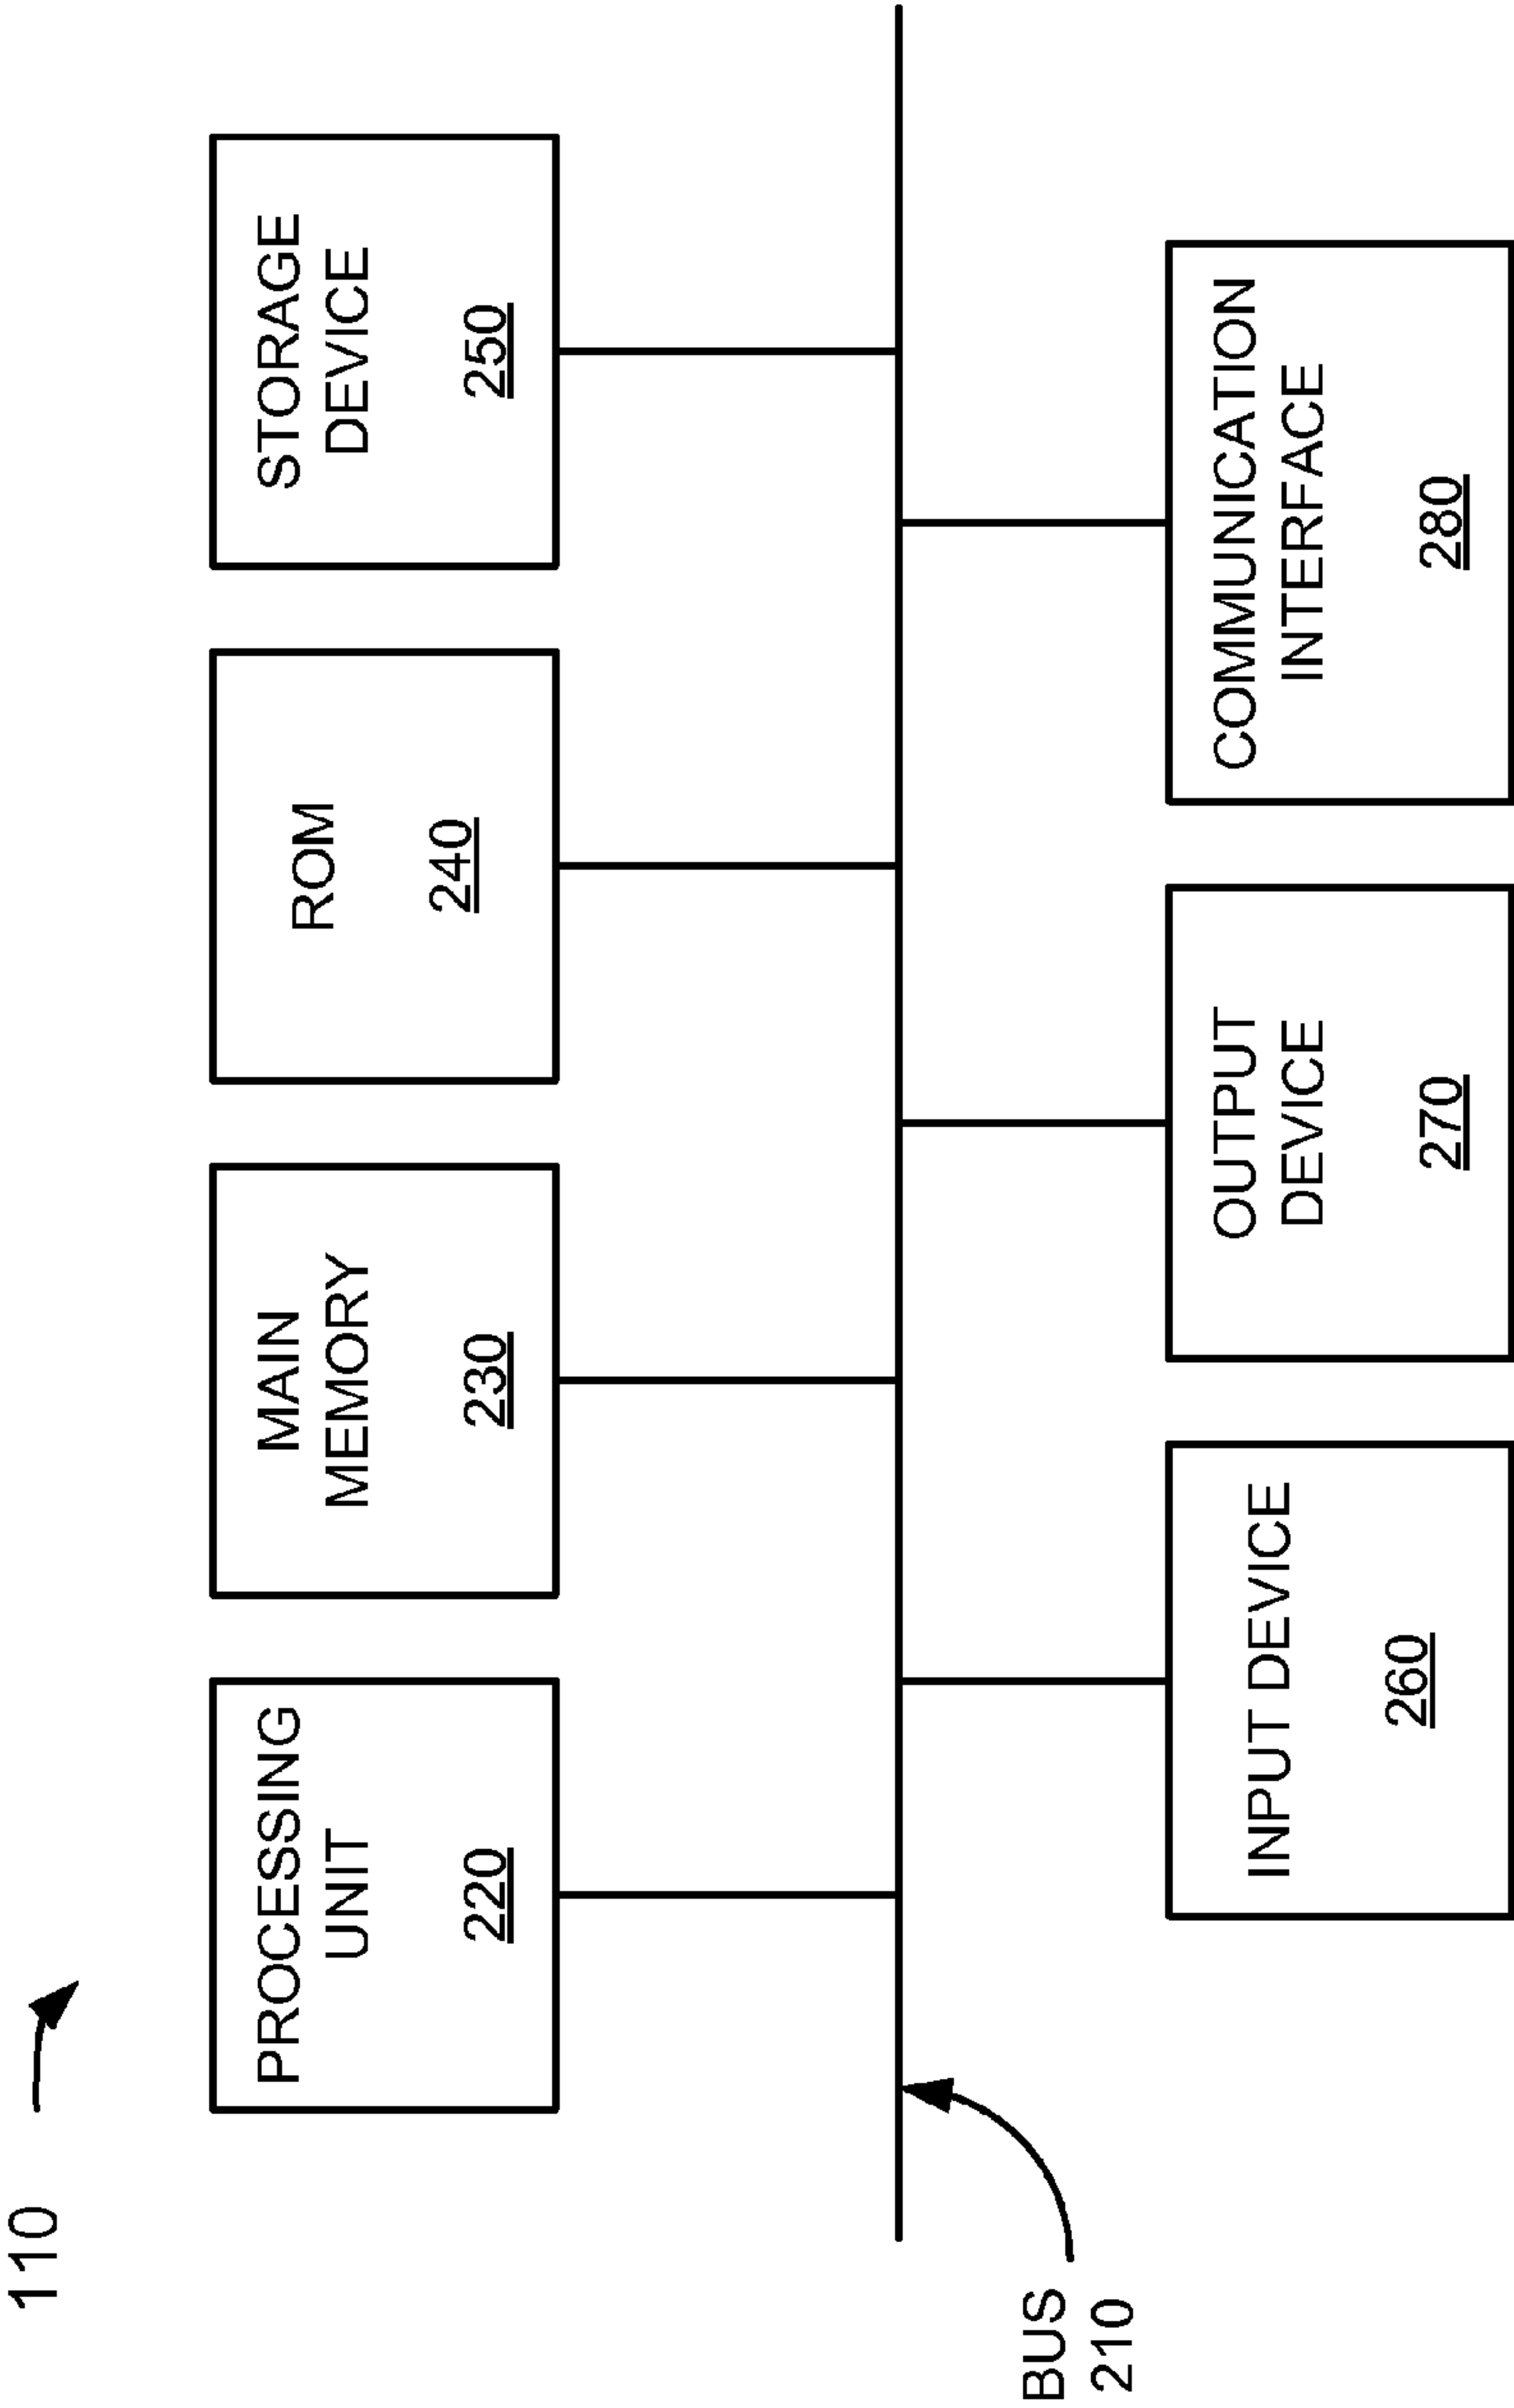 110
PROCESSING
UNIT
220
MAIN
MEMORY
230
ROM
240
STORAGE
DEVICE
250
BUS
210
INPUT DEVICE
260
OUTPUT
DEVICE
270
COMMUNICATION
INTERFACE
280